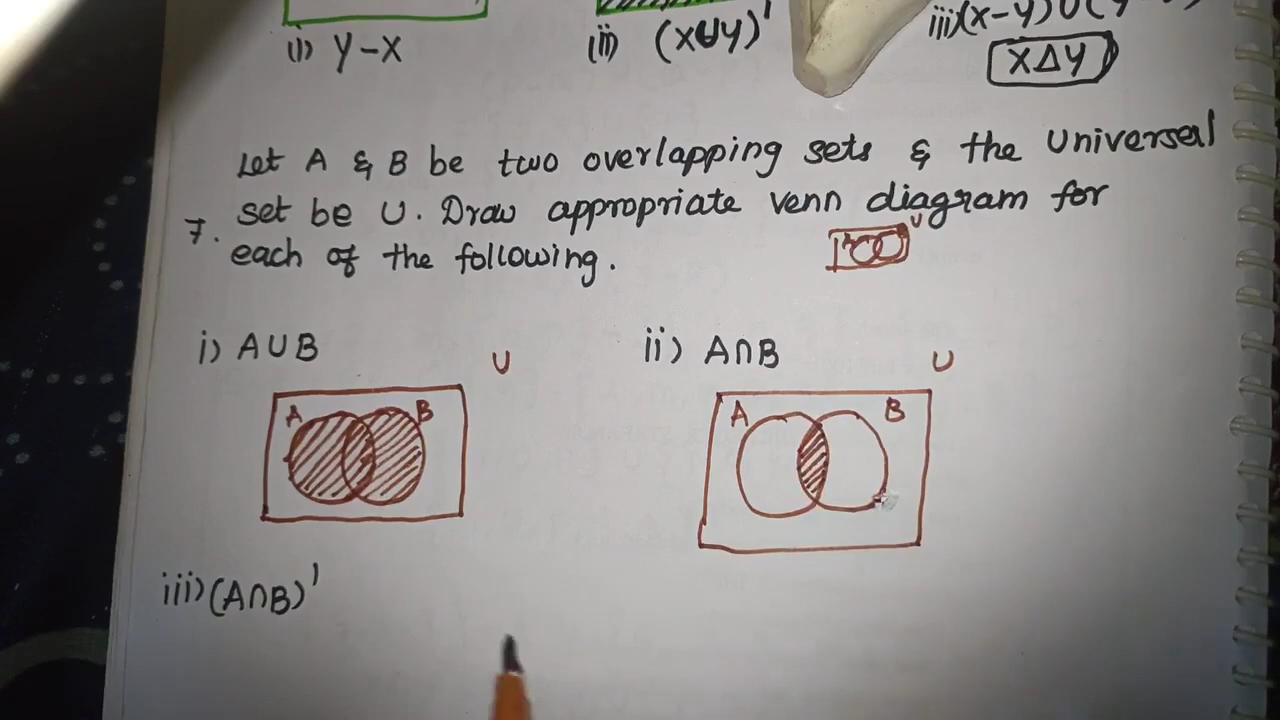 (i) Y-X
(ii) (X∪Y)'
iii)(X-Y)∪(Y
X∆Y
Let A & B be two overlapping sets & the Universal
7. set be U. Draw appropriate venn diagram for
each of the following.
U
i) A∪B
U
ii) A∩B
U
A
B
A
B
iii)(A∩B)'